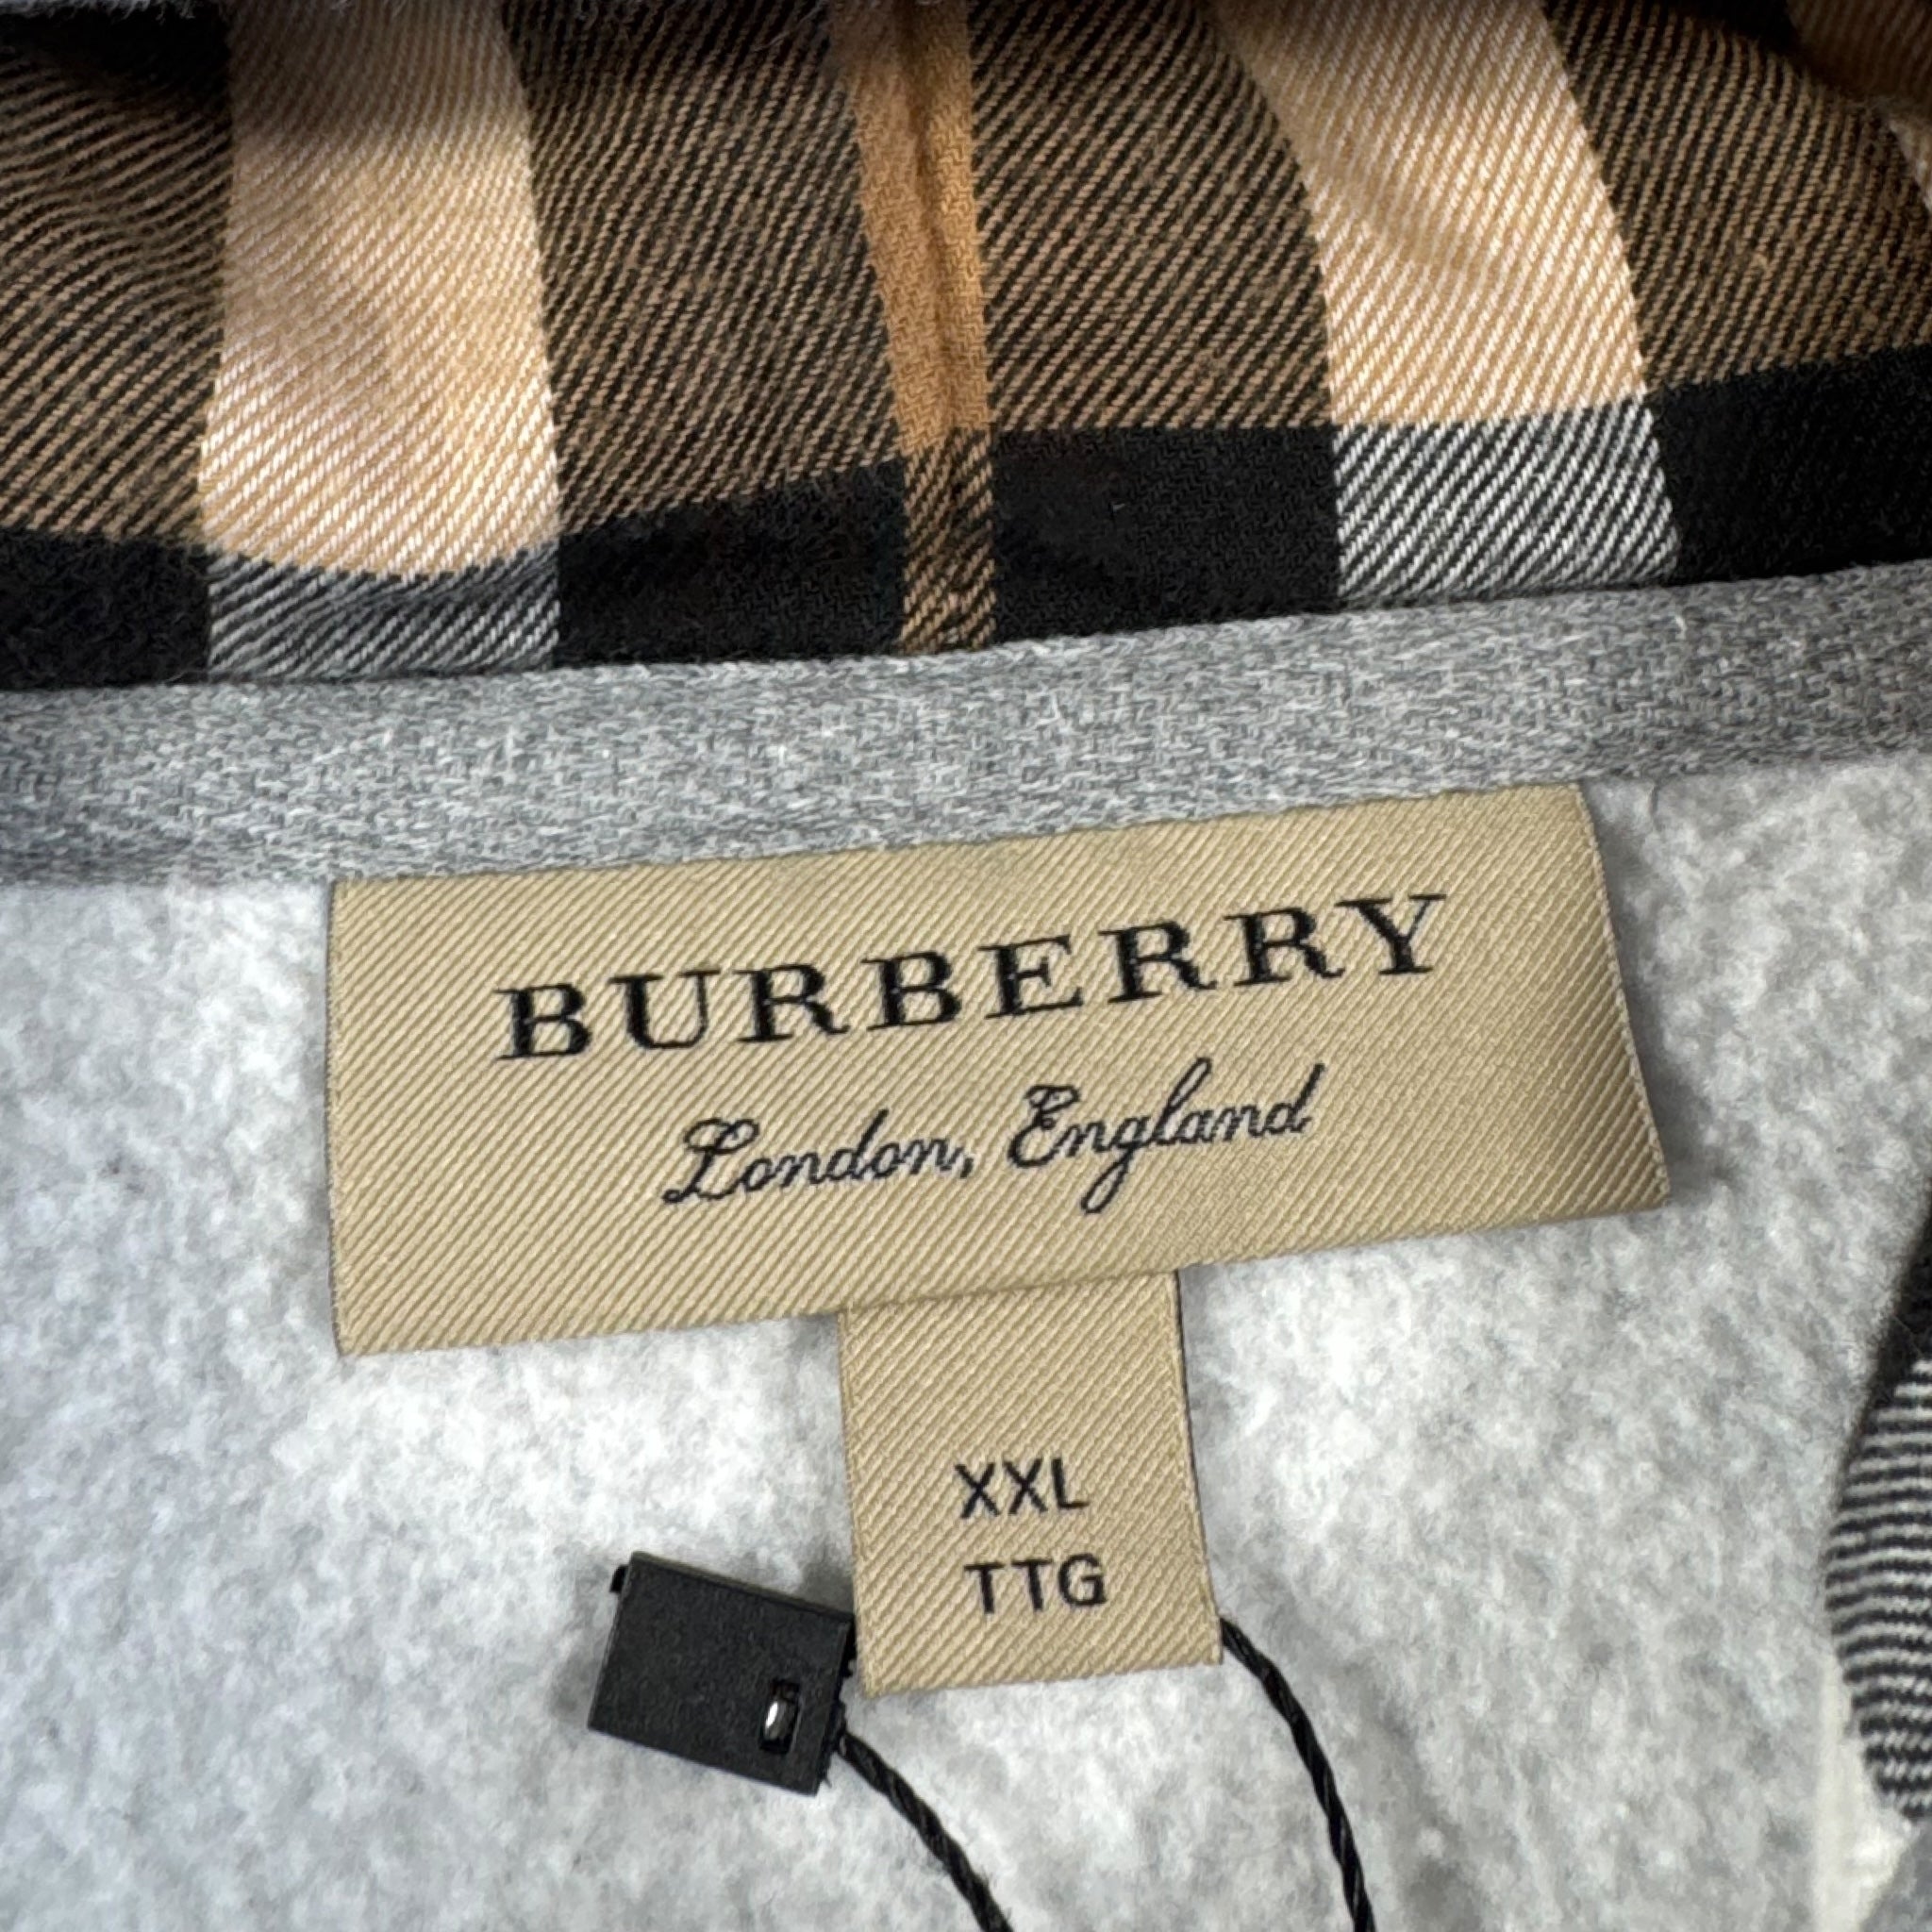 BURBERRY
London, England
XXL
TTG